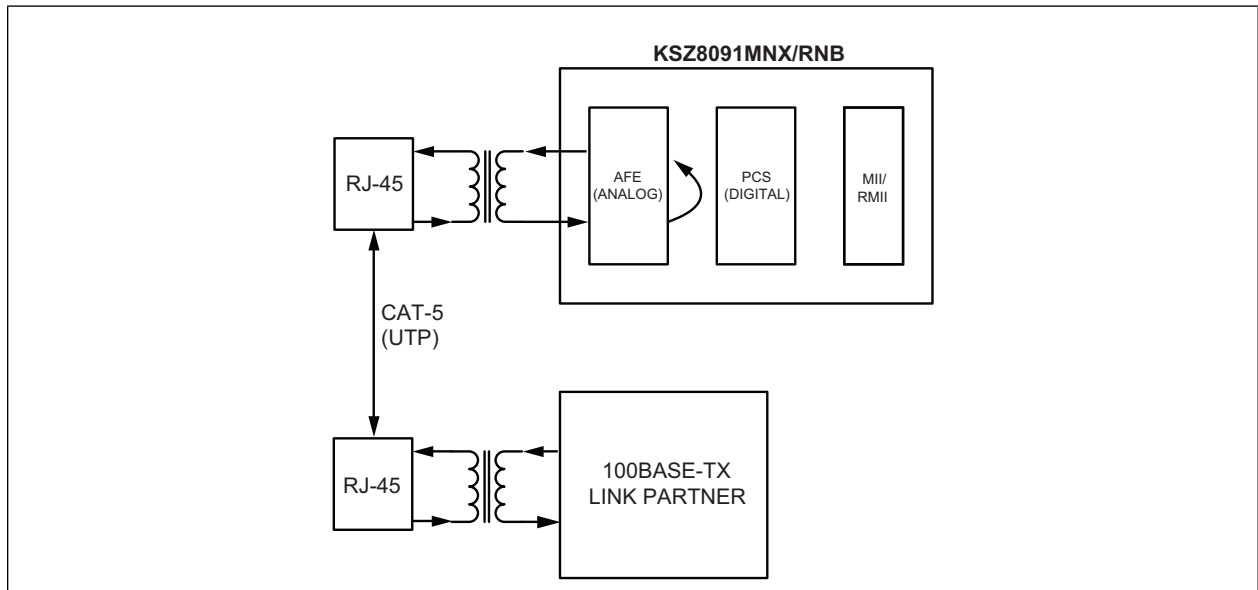 KSZ8091MNX/RNB
RJ-45
AFE
(ANALOG)
PCS
(DIGITAL)
MII/
RMII
CAT-5
(UTP)
RJ-45
100BASE-TX
LINK PARTNER